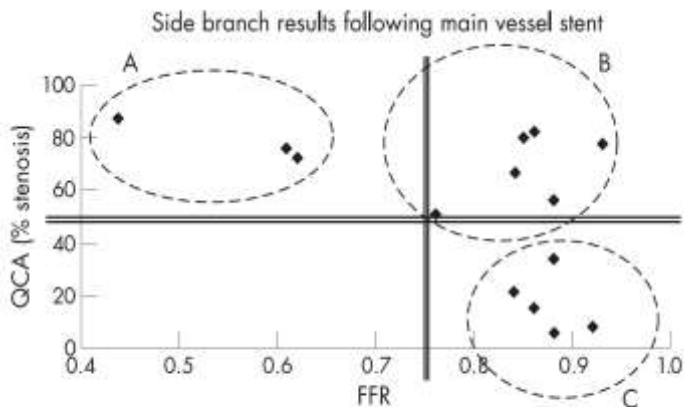 Side branch results following main vessel stent
A
B
100
80
60
40
20
0
0.4 0.5 0.6 0.7 0.8 0.9 1.0
QCA (% stenosis)
FFR
C